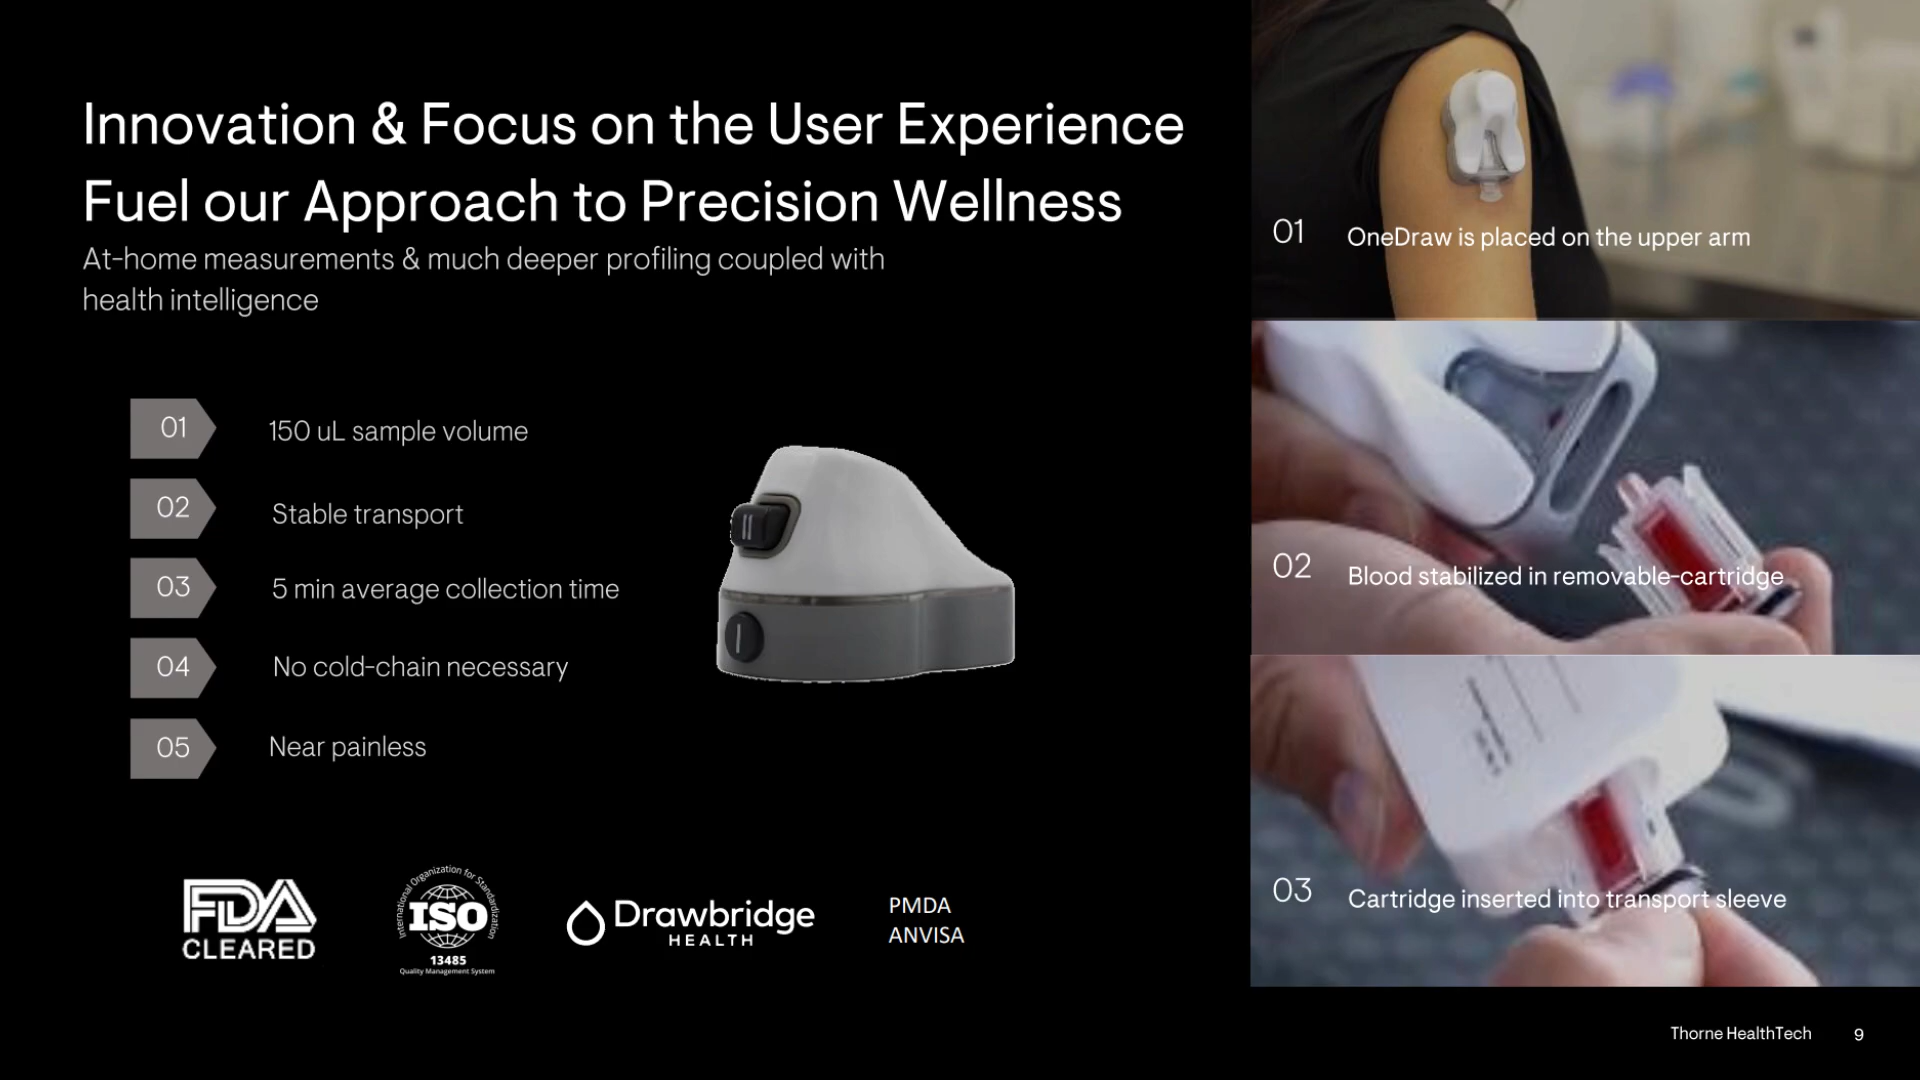 Innovation & Focus on the User Experience
Fuel our Approach to Precision Wellness
At-home measurements & much deeper profiling coupled with
health intelligence
01
150 uL sample volume
02
Stable transport
03
5 min average collection time
04
No cold-chain necessary
05
Near painless
II
I
FDA
CLEARED
International Organization for Standardization
ISO
13485
Quality Management System
Drawbridge
HEALTH
PMDA
ANVISA
01
OneDraw is placed on the upper arm
02
Blood stabilized in removable-cartridge
03
Cartridge inserted into transport sleeve
Thorne HealthTech
9